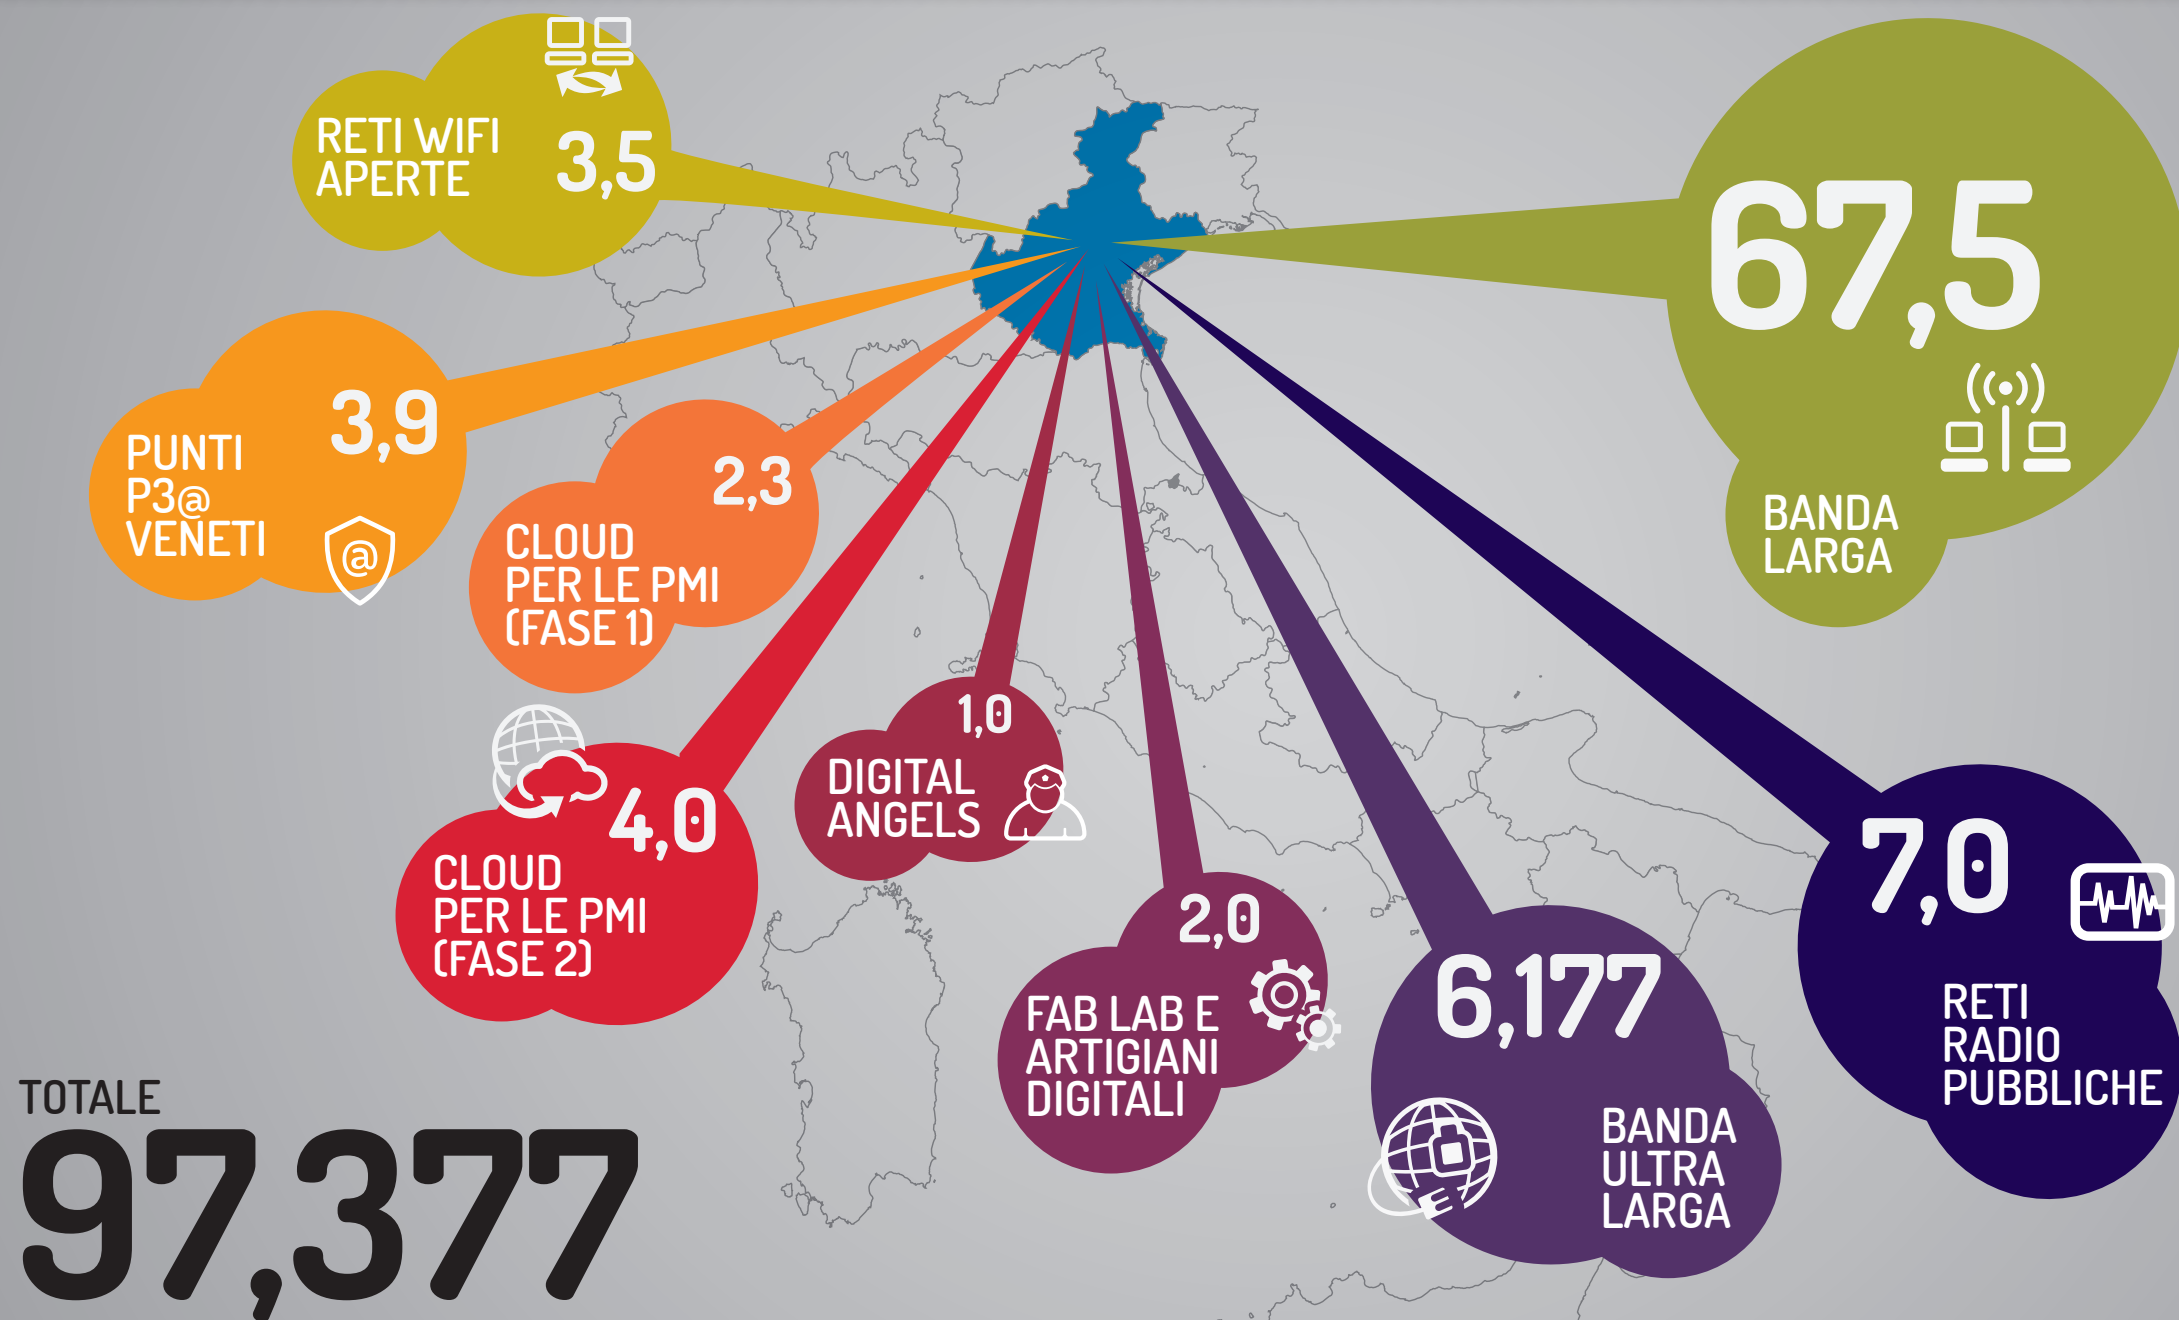 RETI WIFI
APERTE
3,5
67,5
BANDA
LARGA
3,9
PUNTI
P3@
VENETI
@
2,3
CLOUD
PER LE PMI
(FASE 1)
4,0
CLOUD
PER LE PMI
(FASE 2)
1,0
DIGITAL
ANGELS
2,0
FAB LAB E
ARTIGIANI
DIGITALI
6,177
BANDA
ULTRA
LARGA
7,0
RETI
RADIO
PUBBLICHE
TOTALE
97,377